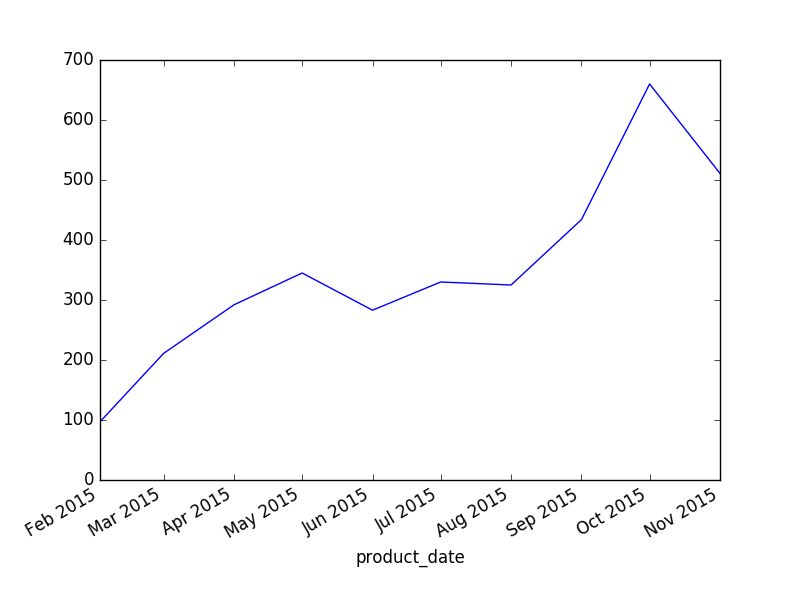 700
600
500
400
300
200
100
0
Feb 2015
Mar 2015
Apr 2015
May 2015
Jun 2015
Jul 2015
Aug 2015
Sep 2015
Oct 2015
Nov 2015
product_date